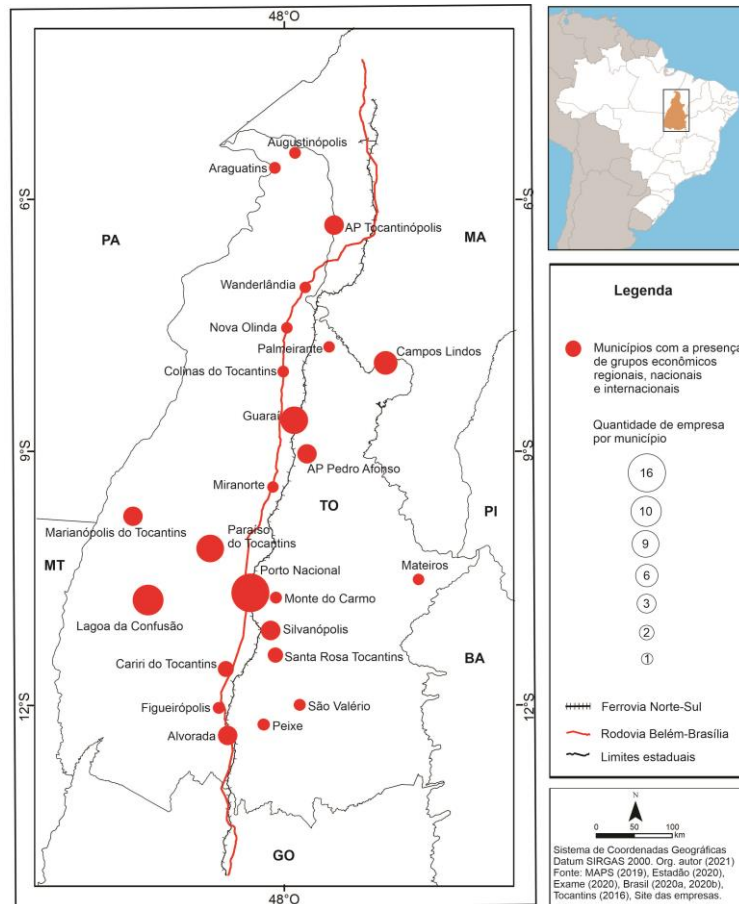 48°O
Augustinópolis
Araguatins
6°S
6°S
PA
AP Tocantinópolis
MA
Wanderlândia
Nova Olinda
Palmeirante
Campos Lindos
Colinas do Tocantins
Guaraí
9°S
9°S
AP Pedro Afonso
Miranorte
TO
PI
Marianópolis do Tocantins
Paraíso
do Tocantins
MT
Mateiros
Porto Nacional
Monte do Carmo
Lagoa da Confusão
Silvanópolis
BA
Santa Rosa Tocantins
Cariri do Tocantins
12°S
12°S
Figueirópolis
São Valério
Peixe
Alvorada
GO
48°O
Legenda
Municípios com a presença
de grupos econômicos
regionais, nacionais
e internacionais
Quantidade de empresa
por município
16
10
9
6
3
2
1
Ferrovia Norte-Sul
Rodovia Belém-Brasília
Limites estaduais
N
0 50 100
km
Sistema de Coordenadas Geográficas
Datum SIRGAS 2000. Org. autor (2021)
Fonte: MAPS (2019), Estadão (2020),
Exame (2020), Brasil (2020a, 2020b),
Tocantins (2016), Site das empresas.